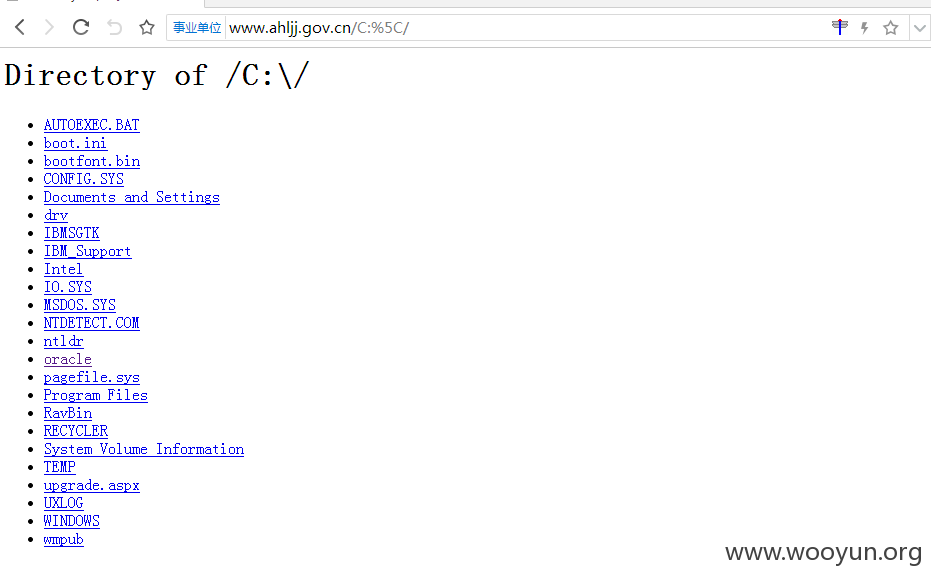 事业单位 www.ahljj.gov.cn/C:%5C/
Directory of /C:\/
AUTOEXEC.BAT
boot.ini
bootfont.bin
CONFIG.SYS
Documents and Settings
drv
IBMSGTK
IBM_Support
Intel
IO.SYS
MSDOS.SYS
NTDETECT.COM
ntldr
oracle
pagefile.sys
Program Files
RavBin
RECYCLER
System Volume Information
TEMP
upgrade.aspx
UXLOG
WINDOWS
wmpub
www.wooyun.org